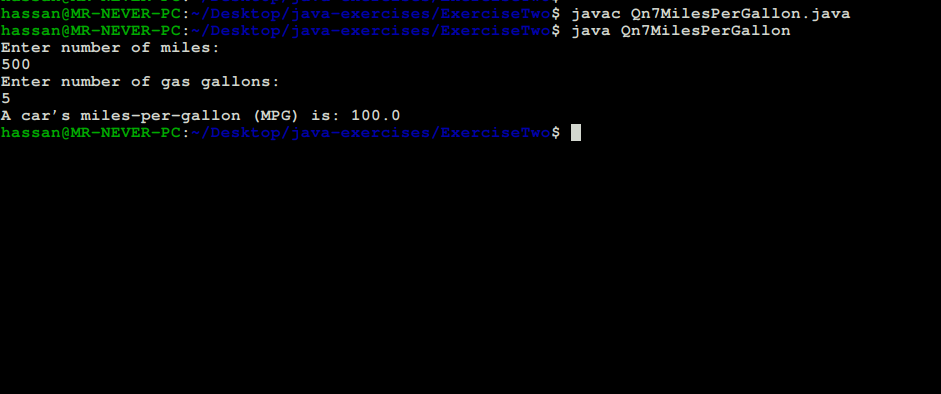 hassan@MR-NEVER-PC:~/Desktop/java-exercises/ExerciseTwo$ javac Qn7MilesPerGallon.java
hassan@MR-NEVER-PC:~/Desktop/java-exercises/ExerciseTwo$ java Qn7MilesPerGallon
Enter number of miles:
500
Enter number of gas gallons:
5
A car's miles-per-gallon (MPG) is: 100.0
hassan@MR-NEVER-PC:~/Desktop/java-exercises/ExerciseTwo$